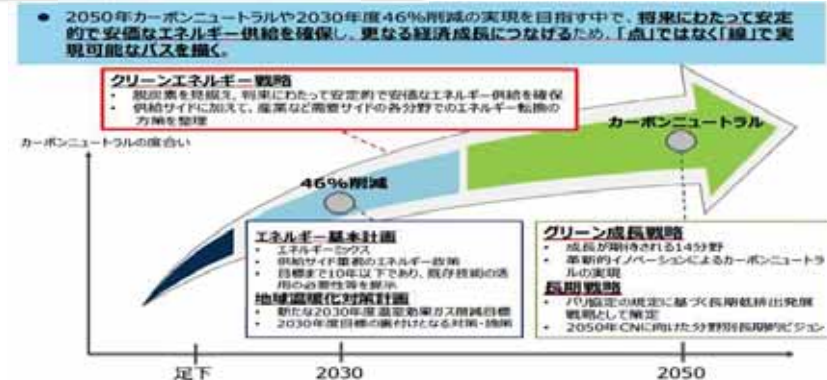 ● 2050年カーボンニュートラルや2030年度46%削減の実現を目指す中で、将来にわたって安定
的で安価なエネルギー供給を確保し、更なる経済成長につなげるため、「点」ではなく「線」で実
現可能なパスを描く。
クリーンエネルギー戦略
• 脱炭素を見据え、将来にわたって安定的で安価なエネルギー供給を確保
• 供給サイドに加えて、産業など需要サイドの各分野でのエネルギー転換の
方策を整理
カーボンニュートラルの度合い
カーボンニュートラル
46%削減
エネルギー基本計画
• エネルギーミックス
• 供給サイド重視のエネルギー政策
• 目標まで10年以下であり、既存技術の活
用の必要性等を提示
地球温暖化対策計画
• 新たな2030年度温室効果ガス削減目標
• 2030年度目標の裏付けとなる対策・施策
グリーン成長戦略
• 成長が期待される14分野
• 革新的イノベーションによるカーボンニュートラ
ルの実現
長期戦略
• パリ協定の規定に基づく長期低排出発展
戦略として策定
• 2050年CNに向けた分野別長期的ビジョン
足下
2030
2050